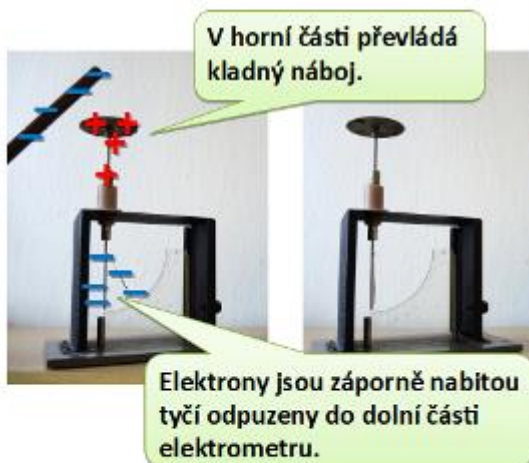 V horní části převládá
kladný náboj.
Elektrony jsou záporně nabitou
tyčí odpuzeny do dolní části
elektrometru.